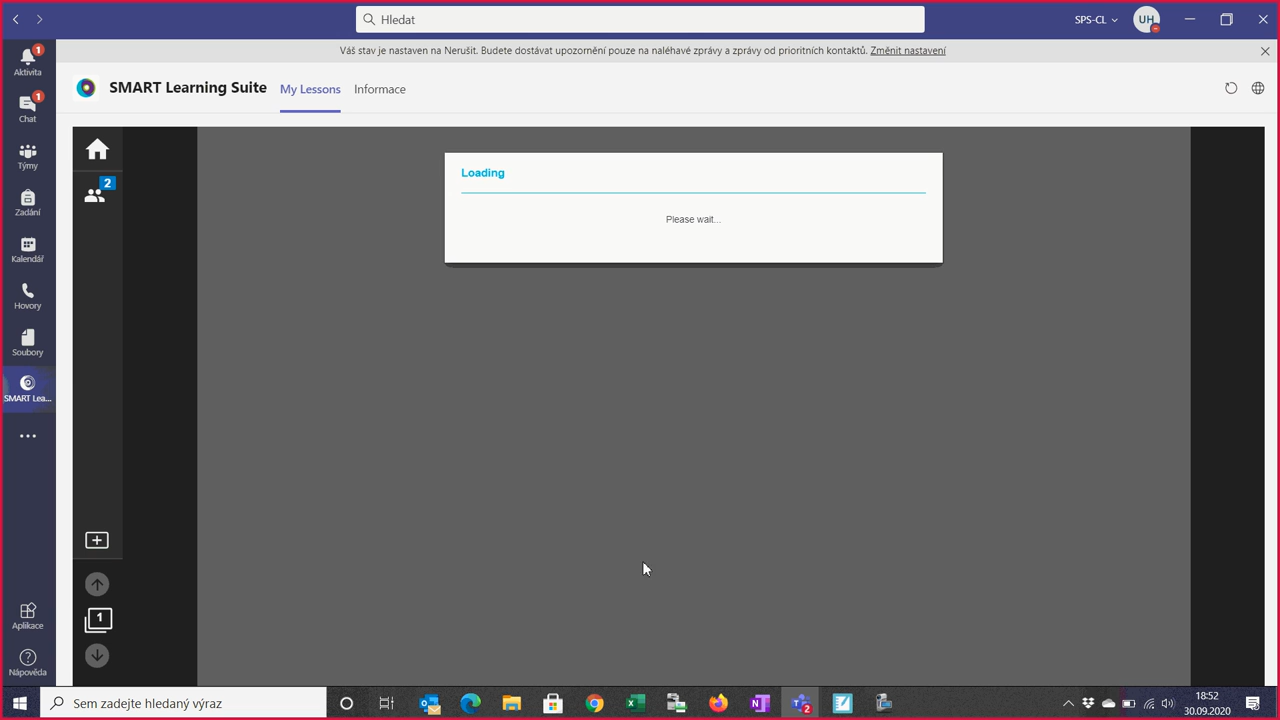 Hledat
SPS-CL
UH
Váš stav je nastaven na Nerušit. Budete dostávat upozornění pouze na naléhavé zprávy a zprávy od prioritních kontaktů. Změnit nastavení
1
Aktivita
1
Chat
Týmy
Zadání
Kalendář
Hovory
Soubory
SMART Lea...
Aplikace
Nápověda
SMART Learning Suite
My Lessons
Informace
2
1
Loading
Please wait...
Sem zadejte hledaný výraz
2
18:52
30.09.2020